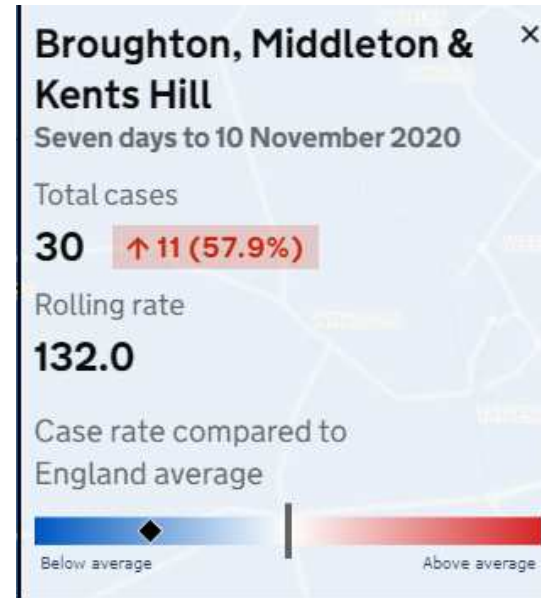 Broughton, Middleton &
Kents Hill
Seven days to 10 November 2020
Total cases
30 ↑ 11 (57.9%)
Rolling rate
132.0
Case rate compared to
England average
Below average Above average